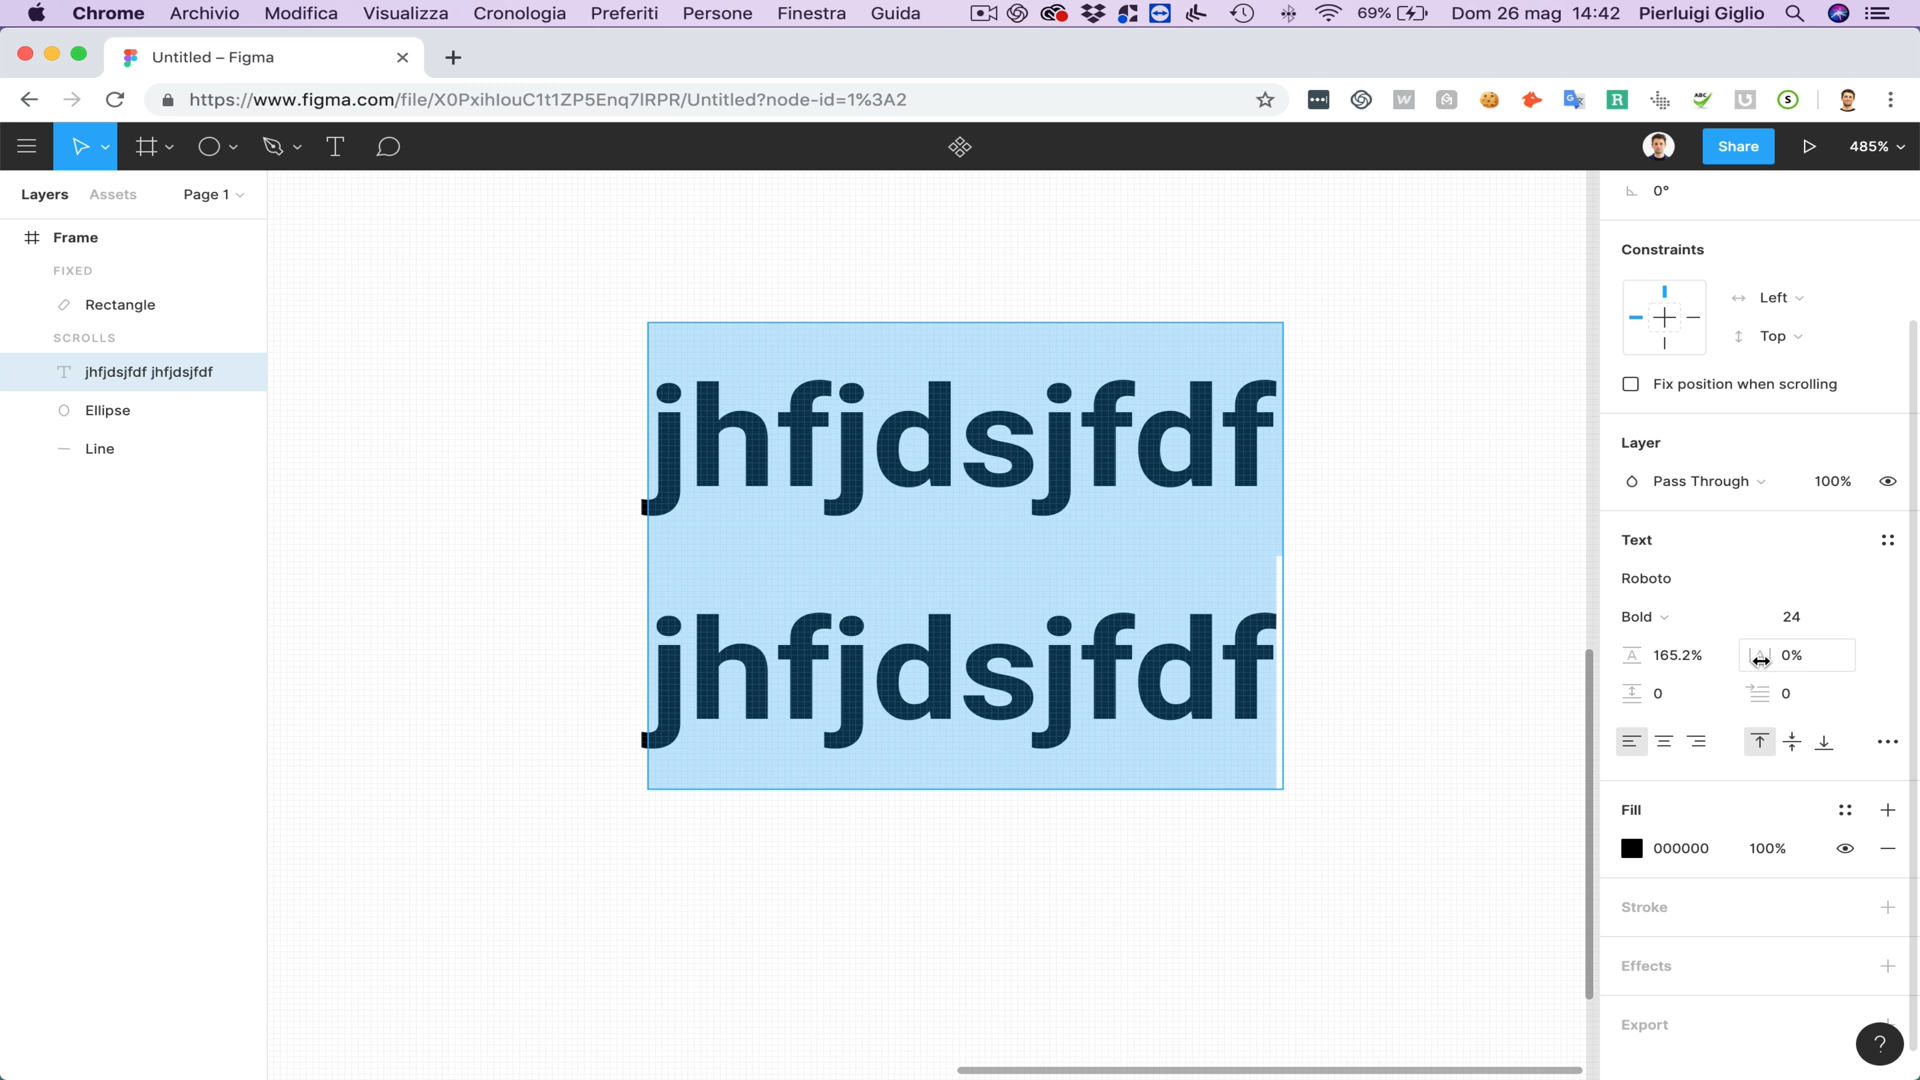 Chrome Archivio Modifica Visualizza Cronologia Preferiti Persone Finestra Guida 69% Dom 26 mag 14:42 Pierluigi Giglio
Untitled – Figma
https://www.figma.com/file/X0PxihIouC1t1ZP5Enq7lRPR/Untitled?node-id=1%3A2
Share 485%
Layers Assets Page 1
Frame
FIXED
Rectangle
SCROLLS
jhfjdsjfdf jhfjdsjfdf
Ellipse
Line
jhfjdsjfdf
jhfjdsjfdf
0°
Constraints
Left
Top
Fix position when scrolling
Layer
Pass Through 100%
Text
Roboto
Bold 24
165.2% 0%
0 0
Fill
000000 100%
Stroke
Effects
Export
?